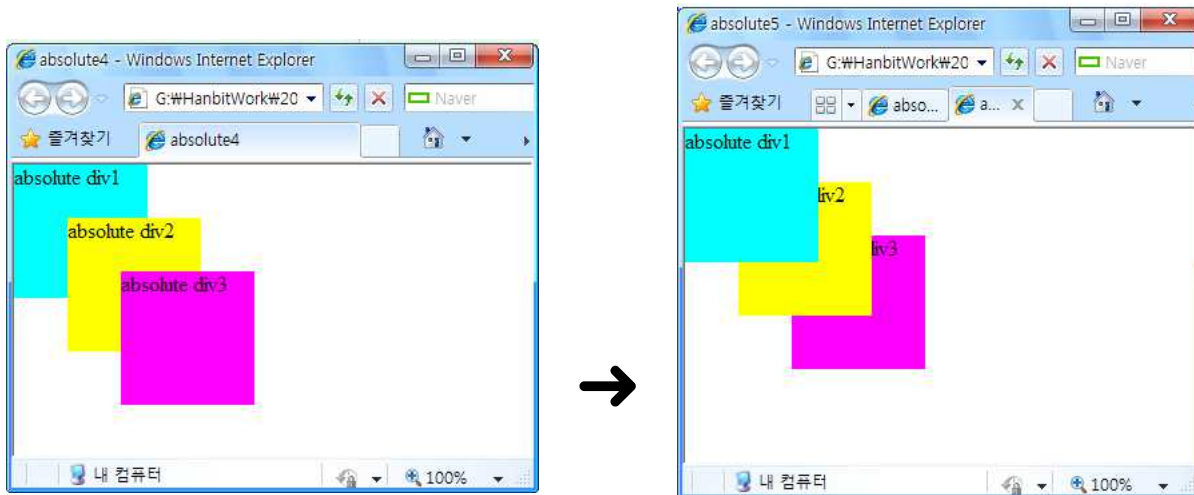 absolute4 - Windows Internet Explorer
G:₩HanbitWork₩20
Naver
즐겨찾기
absolute4
absolute div1
absolute div2
absolute div3
내 컴퓨터
100%
absolute5 - Windows Internet Explorer
G:₩HanbitWork₩20
Naver
즐겨찾기
abso...
a...
absolute div1
div2
div3
내 컴퓨터
100%